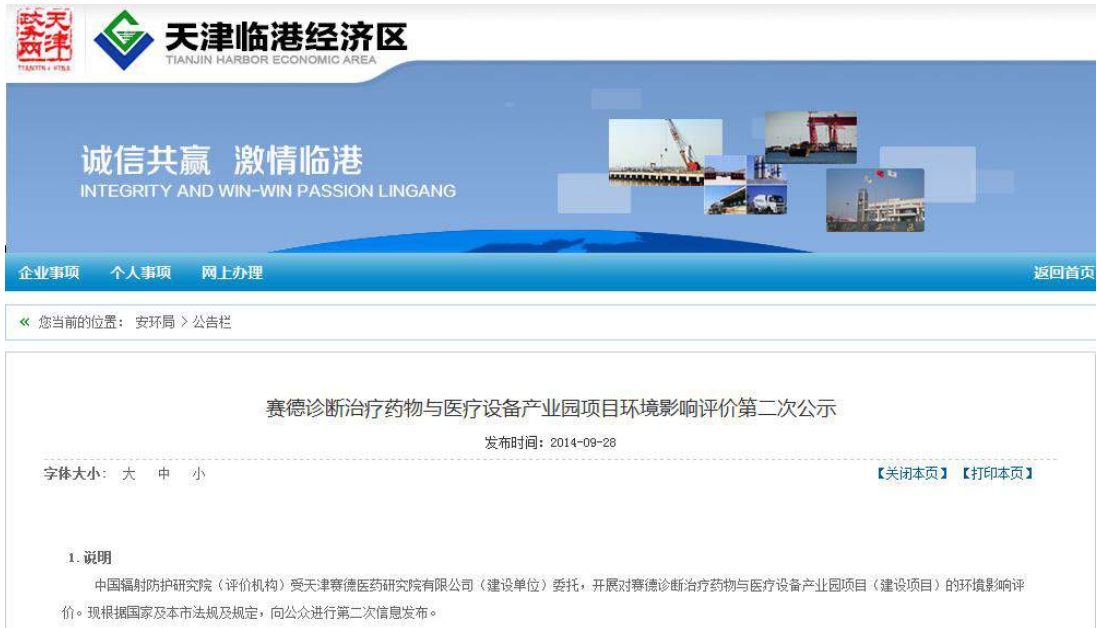 天津
政务网
天津临港经济区
TIANJIN HARBOR ECONOMIC AREA
诚信共赢 激情临港
INTEGRITY AND WIN-WIN PASSION LINGANG
企业事项 个人事项 网上办理 返回首页
« 您当前的位置： 安环局 > 公告栏
赛德诊断治疗药物与医疗设备产业园项目环境影响评价第二次公示
发布时间：2014-09-28
字体大小： 大 中 小 【关闭本页】 【打印本页】
1. 说明
中国辐射防护研究院（评价机构）受天津赛德医药研究院有限公司（建设单位）委托，开展对赛德诊断治疗药物与医疗设备产业园项目（建设项目）的环境影响评
价。现根据国家及本市法规及规定，向公众进行第二次信息发布。